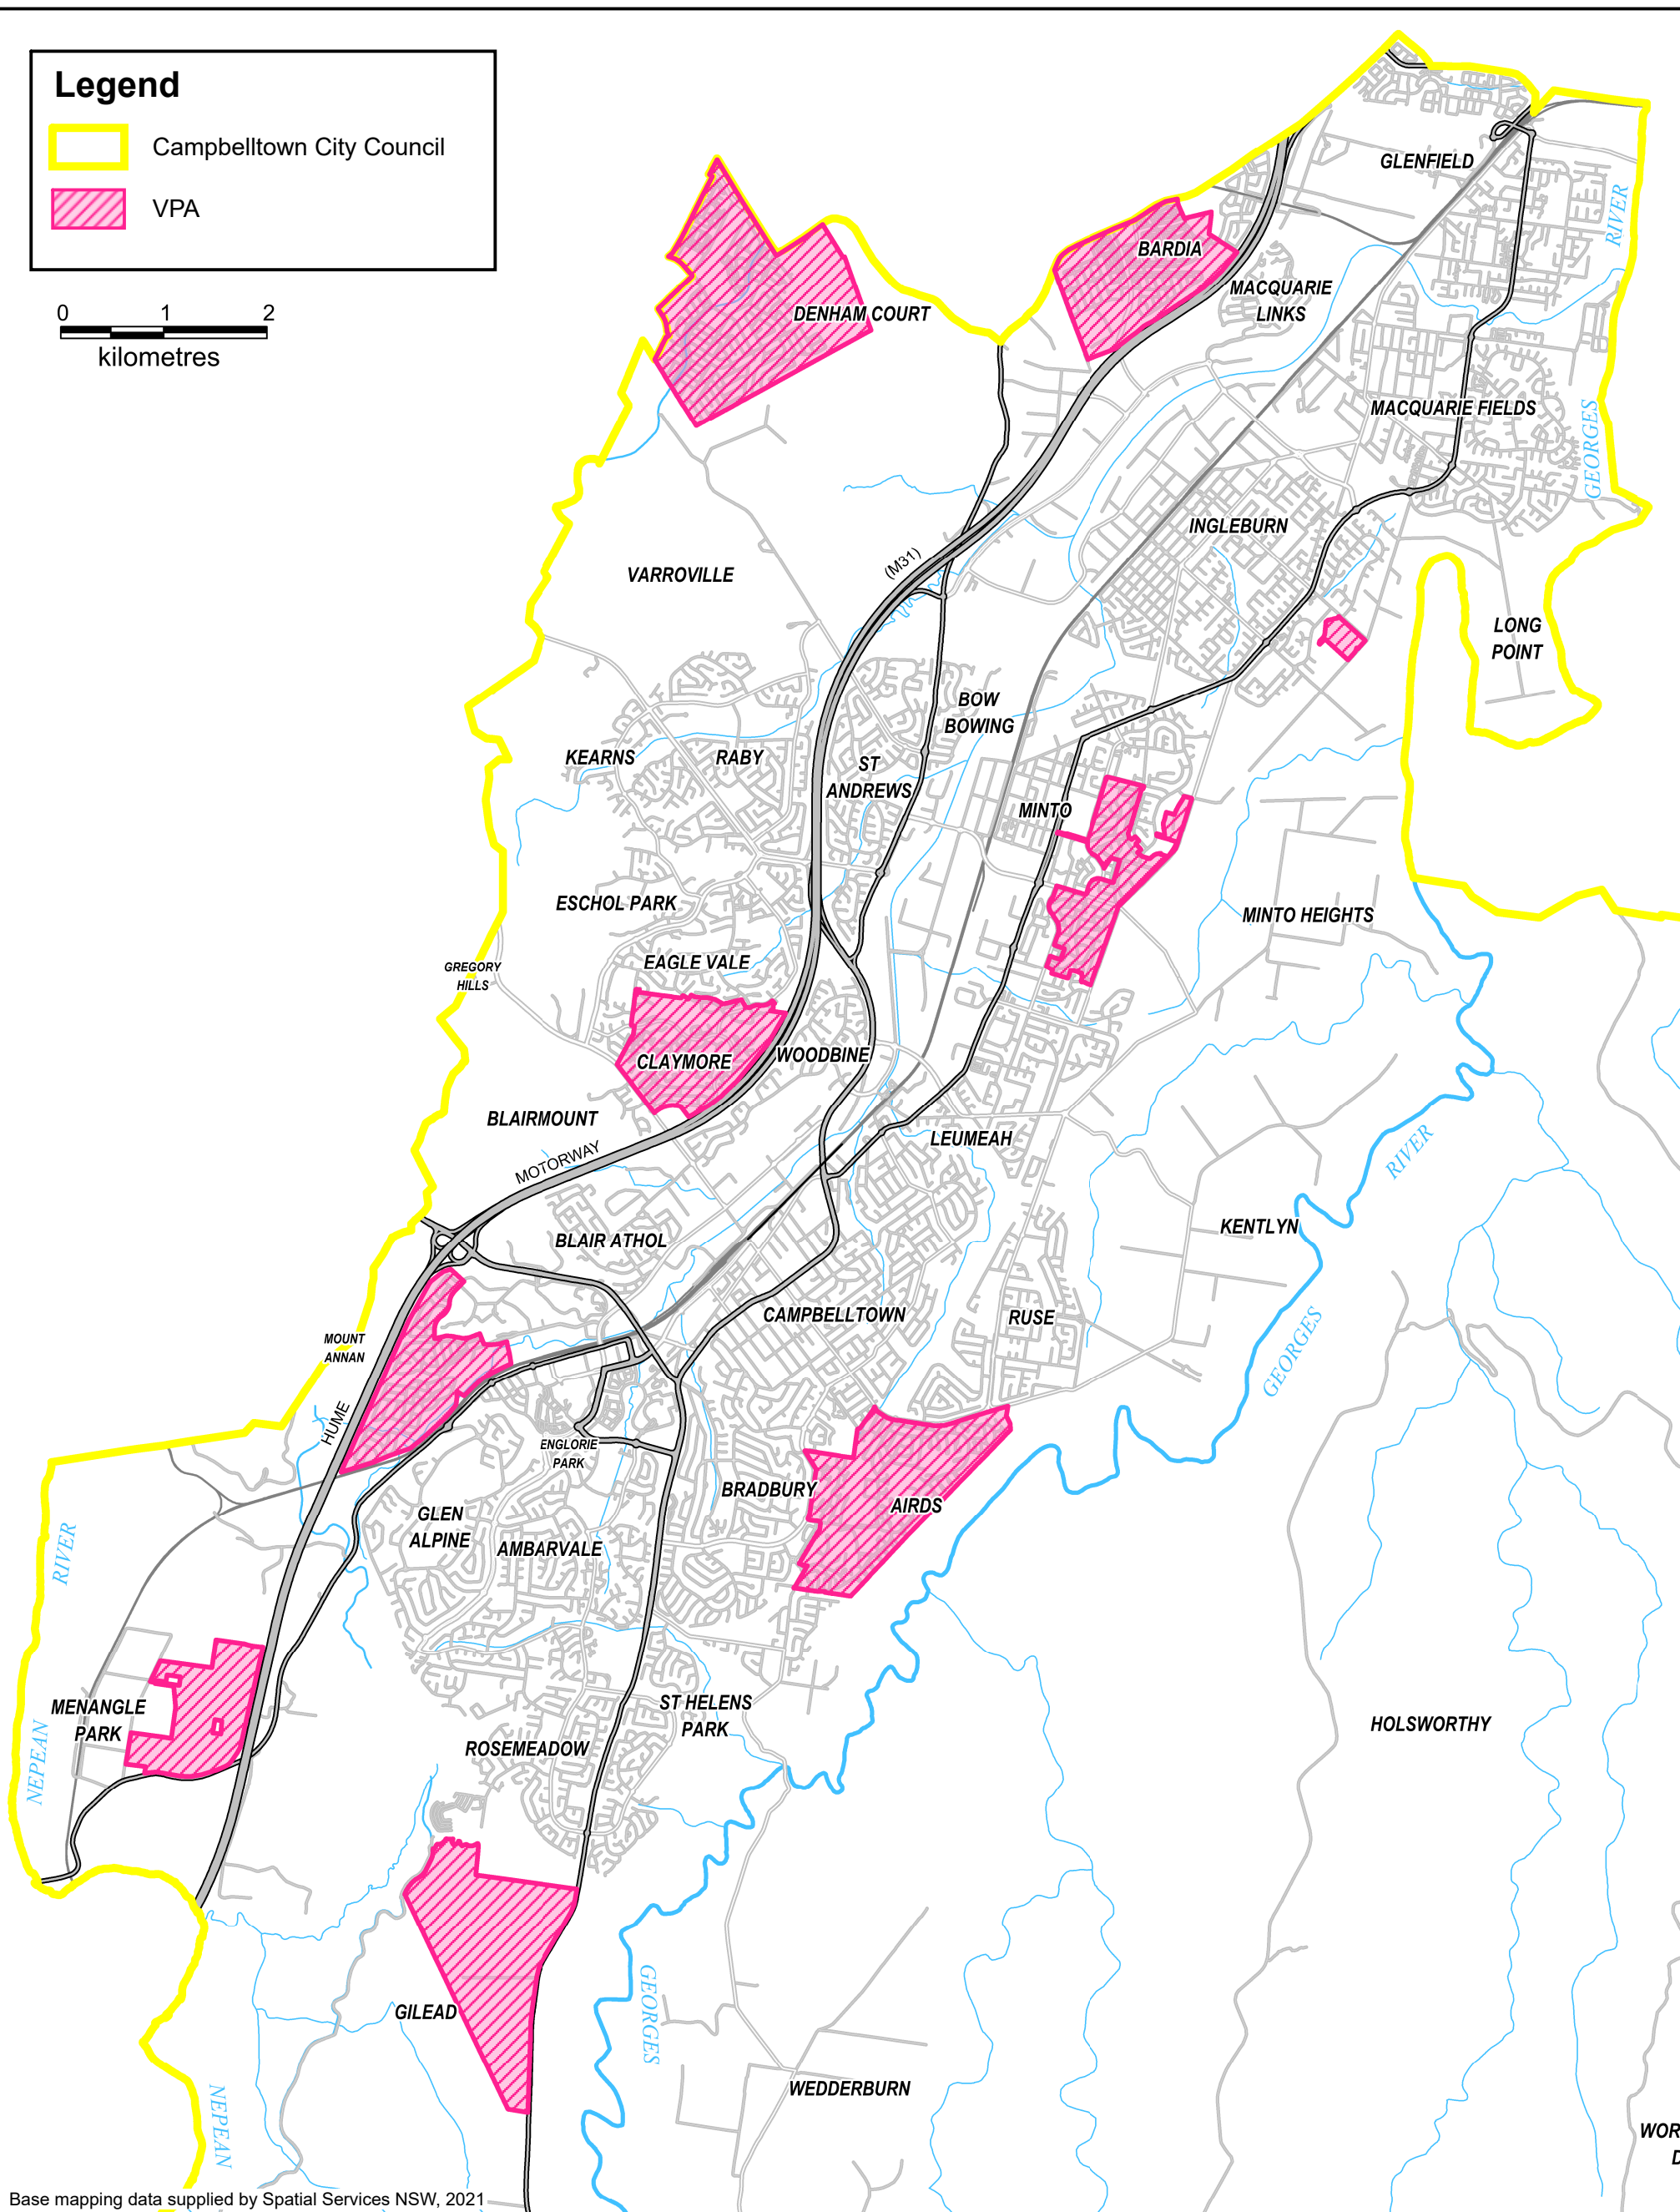 Legend
Campbelltown City Council
VPA
0 1 2
kilometres
GLENFIELD
RIVER
BARDIA
MACQUARIE
LINKS
DENHAM COURT
MACQUARIE FIELDS
GEORGES
INGLEBURN
(M31)
VARROVILLE
LONG
POINT
BOW
BOWING
KEARNS
RABY
ST
ANDREWS
MINTO
ESCHOL PARK
MINTO HEIGHTS
EAGLE VALE
GREGORY
HILLS
CLAYMORE
WOODBINE
BLAIRMOUNT
LEUMEAH
RIVER
MOTORWAY
KENTLYN
BLAIR ATHOL
CAMPBELLTOWN
RUSE
MOUNT
ANNAN
GEORGES
HUME
ENGLORIE
PARK
BRADBURY
AIRDS
GLEN
ALPINE
AMBARVALE
RIVER
MENANGLE
PARK
ST HELENS
PARK
HOLSWORTHY
NEPEAN
ROSEMEADOW
GILEAD
GEORGES
WEDDERBURN
NEPEAN
WOR
D
Base mapping data supplied by Spatial Services NSW, 2021